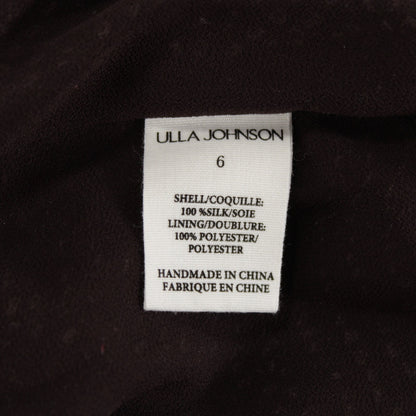 ULLA JOHNSON
6
SHELL/COQUILLE:
100 %SILK/SOIE
LINING/DOUBLURE:
100% POLYESTER/
POLYESTER
HANDMADE IN CHINA
FABRIQUE EN CHINE